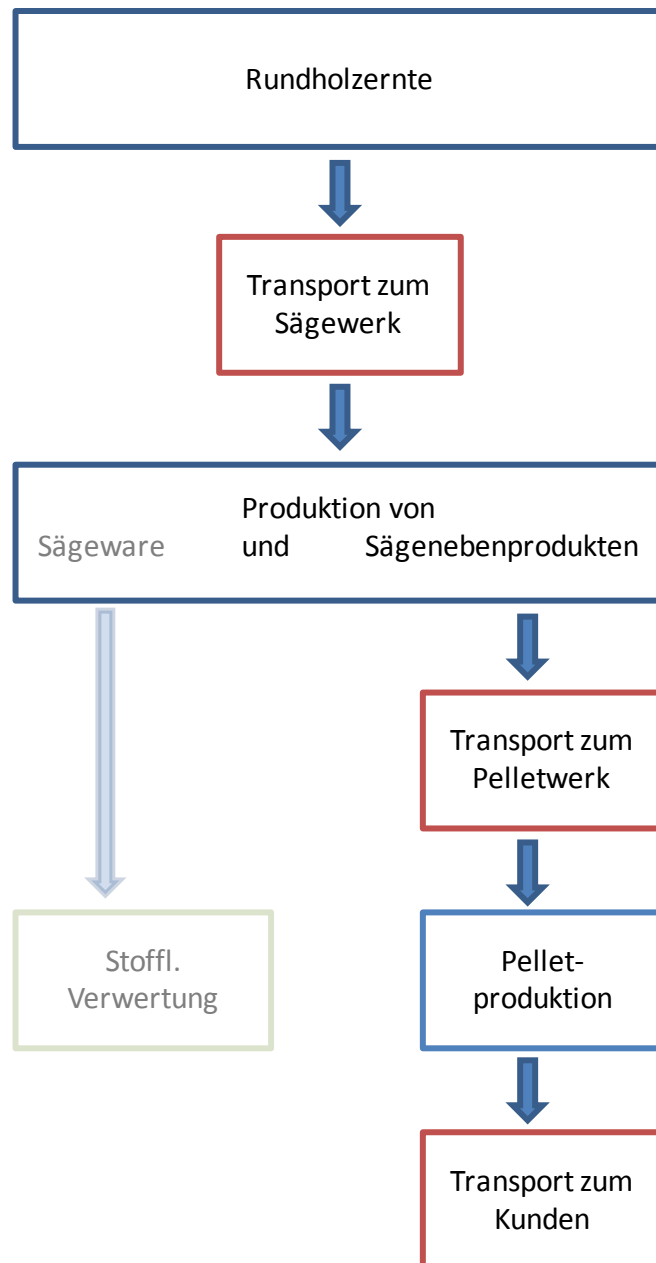 Rundholzernte
Transport zum
Sägewerk
Produktion von
Sägeware und Sägenebenprodukten
Transport zum
Pelletwerk
Stoffl.
Verwertung
Pellet-
produktion
Transport zum
Kunden